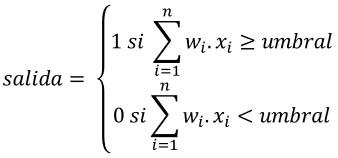 salida = { 1 si ∑_{i=1}^{n} w_i.x_i ≥ umbral
0 si ∑_{i=1}^{n} w_i.x_i < umbral